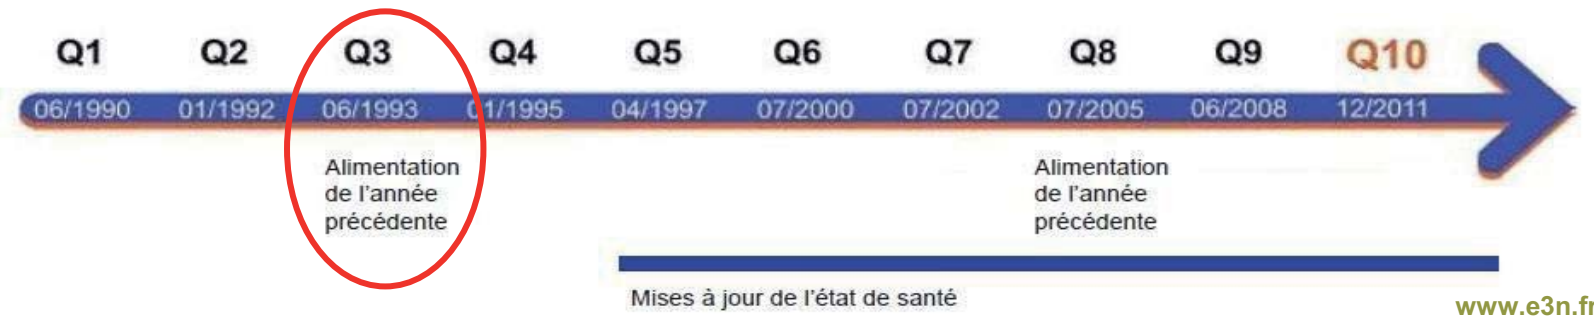 Q1 Q2 Q3 Q4 Q5 Q6 Q7 Q8 Q9 Q10
06/1990 01/1992 06/1993 01/1995 04/1997 07/2000 07/2002 07/2005 06/2008 12/2011
Alimentation
de l'année
précédente
Alimentation
de l'année
précédente
Mises à jour de l'état de santé
www.e3n.fr